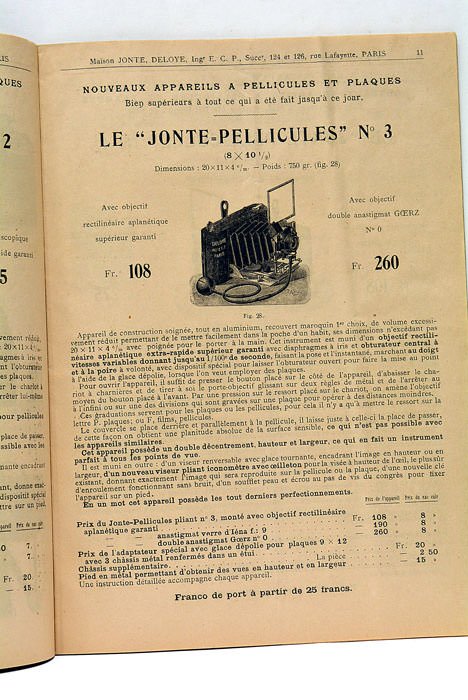 Maison JONTE, DELOYE, Ingr E. C. P., Succr, 124 et 126, rue Lafayette, PARIS 11
NOUVEAUX APPAREILS A PELLICULES ET PLAQUES
Bien supérieurs à tout ce qui a été fait jusqu'à ce jour.
LE "JONTE=PELLICULES" No 3
(8 × 10 1/2)
Dimensions : 20×11×4 c/m. — Poids : 750 gr. (fig. 28)
Avec objectif
rectilinéaire aplanétique
supérieur garanti
Fr. 108
DELOYE
PARIS
Avec objectif
double anastigmat GŒRZ
No 0
Fr. 260
Fig. 28.
Appareil de construction soignée, tout en aluminium, recouvert maroquin 1er choix, de volume excessi-
vement réduit permettant de le mettre facilement dans la poche d'un habit, ses dimensions n'excédant pas
20 × 11 × 4 c/m avec poignée pour le porter à la main. Cet instrument est muni d'un objectif rectili-
néaire aplanétique extra-rapide supérieur garanti avec diaphragmes à iris et obturateur central à
vitesses variables donnant jusqu'au 1/100e de seconde, faisant la pose et l'instantané, marchant au doigt
et à la poire à volonté, avec dispositif spécial pour laisser l'obturateur ouvert pour faire la mise au point
à l'aide de la glace dépolie, lorsque l'on veut employer des plaques.
Pour ouvrir l'appareil, il suffit de presser le bouton placé sur le côté de l'appareil, d'abaisser le cha-
riot à charnières et de tirer à soi le porte-objectif glissant sur deux règles de métal et de l'arrêter au
moyen du bouton placé à l'avant. Par une pression sur le ressort placé sur le chariot, on amène l'objectif
à l'infini ou sur une des divisions qui sont gravées sur une plaque pour opérer à des distances moindres.
Ces graduations servent pour les plaques ou les pellicules, pour cela il n'y a qu'à mettre le ressort sur la
lettre P, plaques; ou F, films, pellicules.
Le couvercle se place derrière et parallèlement à la pellicule, il laisse juste à celle-ci la place de passer,
de cette façon on obtient une planitude absolue de la surface sensible, ce qui n'est pas possible avec
les appareils similaires.
Cet appareil possède un double décentrement, hauteur et largeur, ce qui en fait un instrument
parfait à tous les points de vue.
Il est muni en outre : d'un viseur renversable avec glace tournante, encadrant l'image en hauteur ou en
largeur, d'un nouveau viseur pliant iconomètre avec œilleton pour la visée à hauteur de l'œil, le plus sûr
existant, donnant exactement l'image qui sera reproduite sur la pellicule ou la plaque, d'une nouvelle clé
d'enroulement fonctionnant sans bruit, d'un soufflet peau et écrou au pas de vis du congrès pour fixer
l'appareil sur un pied.
En un mot cet appareil possède les tout derniers perfectionnements.
Prix de l'appareil Prix du sac cuir
Prix du Jonte-Pellicules pliant no 3, monté avec objectif rectilinéaire
aplanétique garanti Fr. 108 » 8 »
— anastigmat verre d'Iéna f : 9 — 190 » 8 »
— double anastigmat Gœrz no 0 — 260 » 8 »
Prix de l'adaptateur spécial avec glace dépolie pour plaques 9 × 12
avec 3 châssis métal renfermés dans un étui Fr. 20 »
Châssis supplémentaire La pièce — 2 50
Pied en métal permettant d'obtenir des vues en hauteur et en largeur — 15 »
Une instruction détaillée accompagne chaque appareil.
Franco de port à partir de 25 francs.